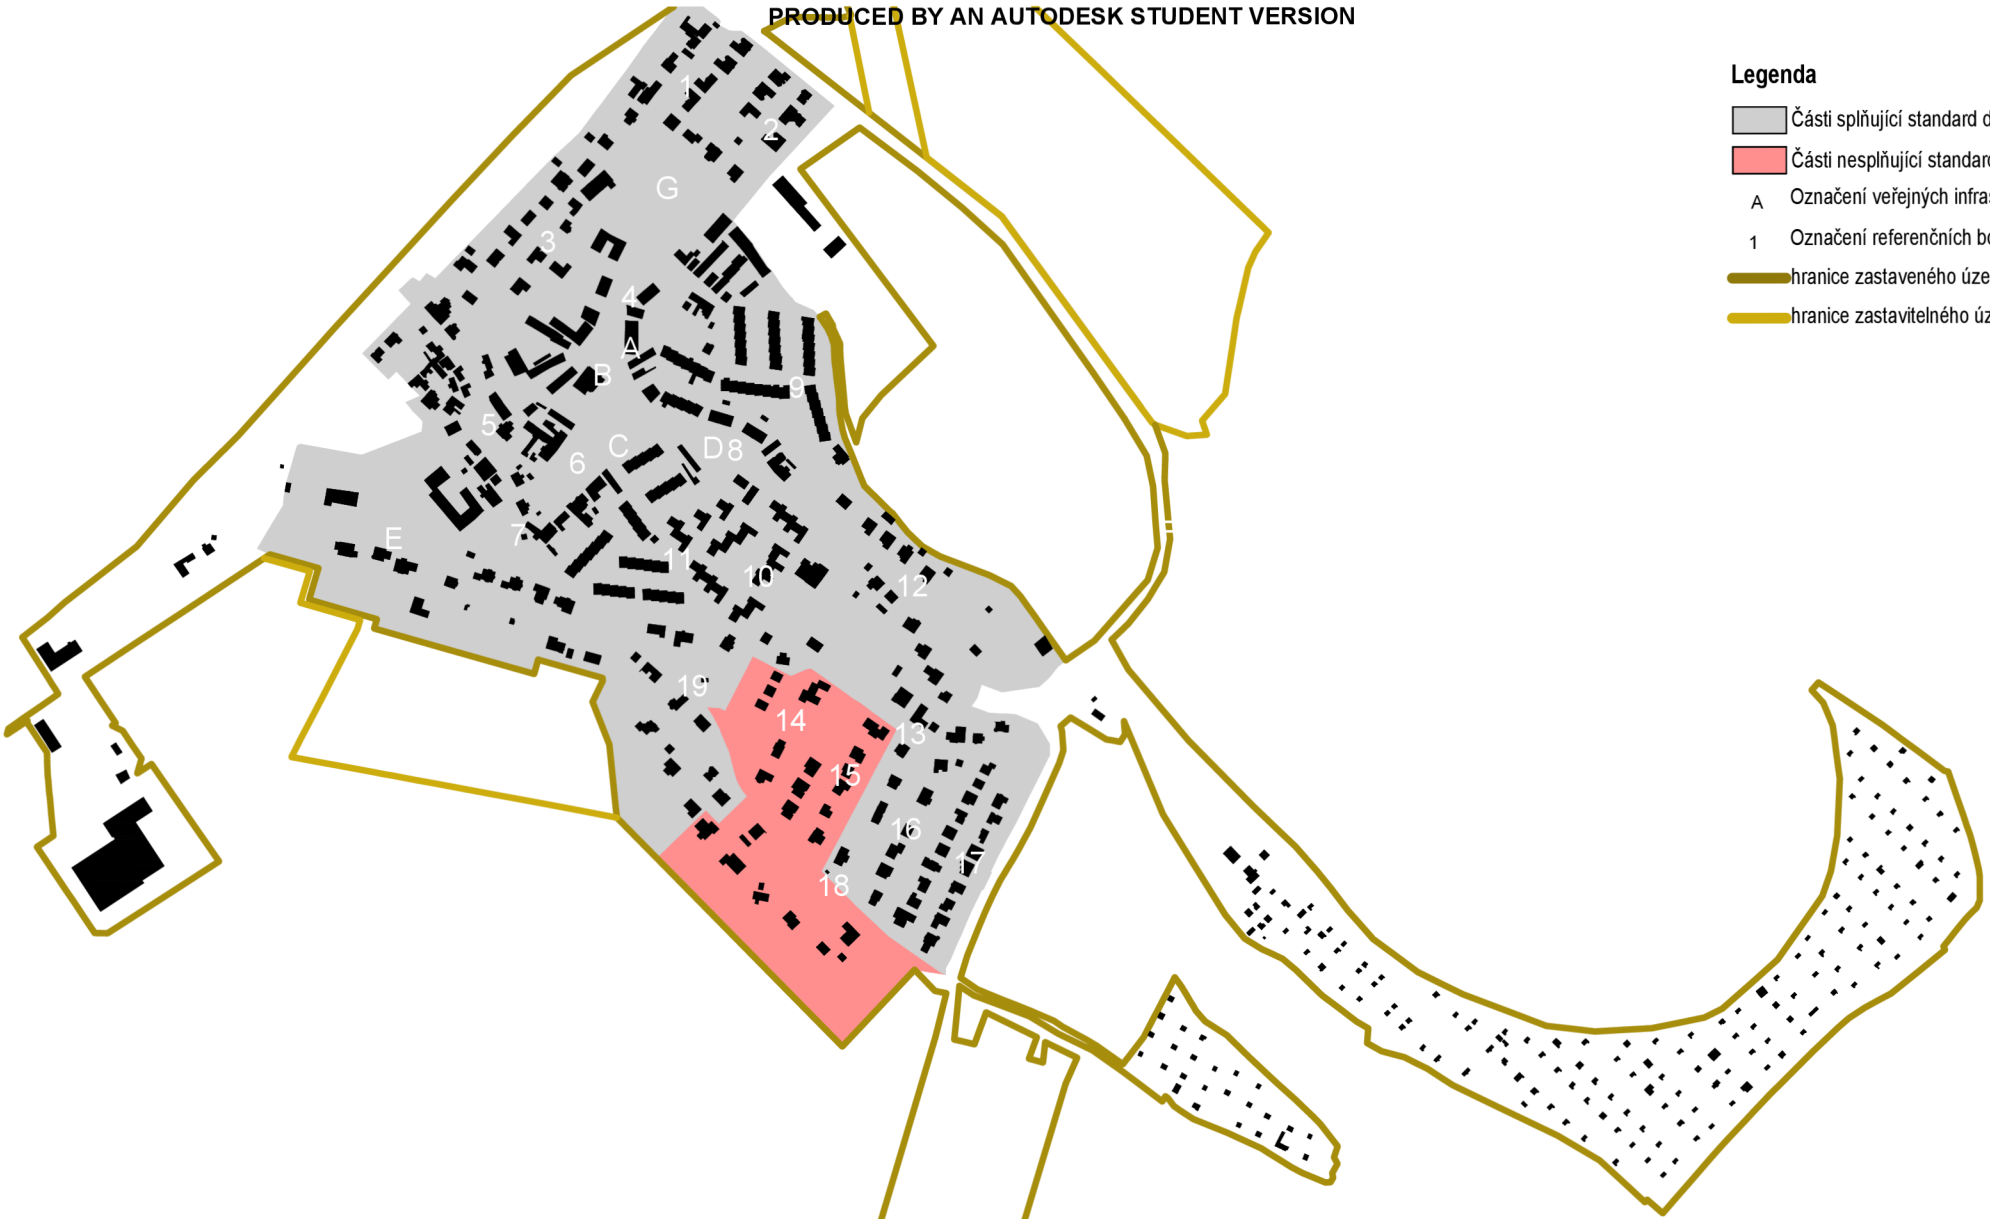 PRODUCED BY AN AUTODESK STUDENT VERSION
Legenda
Části splňující standard d
Části nesplňující standard
A Označení veřejných infras
1 Označení referenčních bo
hranice zastaveného úze
hranice zastavitelného úz
1
2
G
3
4
A
B
9
5
C
D 8
6
7
E
11
10
12
F
19
14
13
15
16
17
18